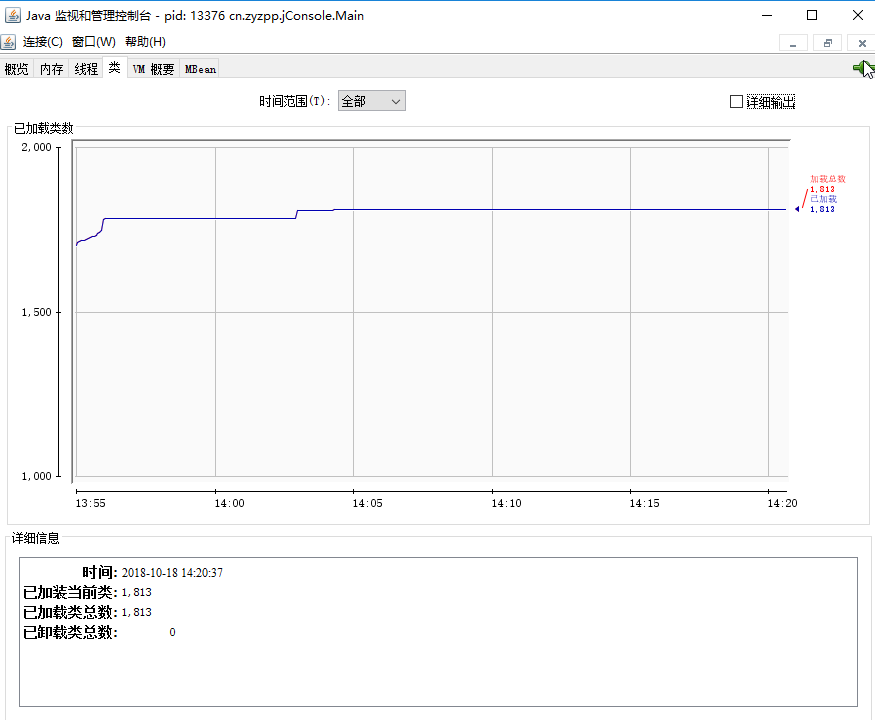 Java 监视和管理控制台 - pid: 13376 cn.zyzpp.jConsole.Main
连接(C) 窗口(W) 帮助(H)
概览 内存 线程 类 VM 概要 MBean
时间范围(T): 全部 详细输出
已加载类数
2,000
1,500
1,000
加载总数
1,813
已加载
1,813
13:55 14:00 14:05 14:10 14:15 14:20
详细信息
时间: 2018-10-18 14:20:37
已加装当前类: 1,813
已加载类总数: 1,813
已卸载类总数: 0